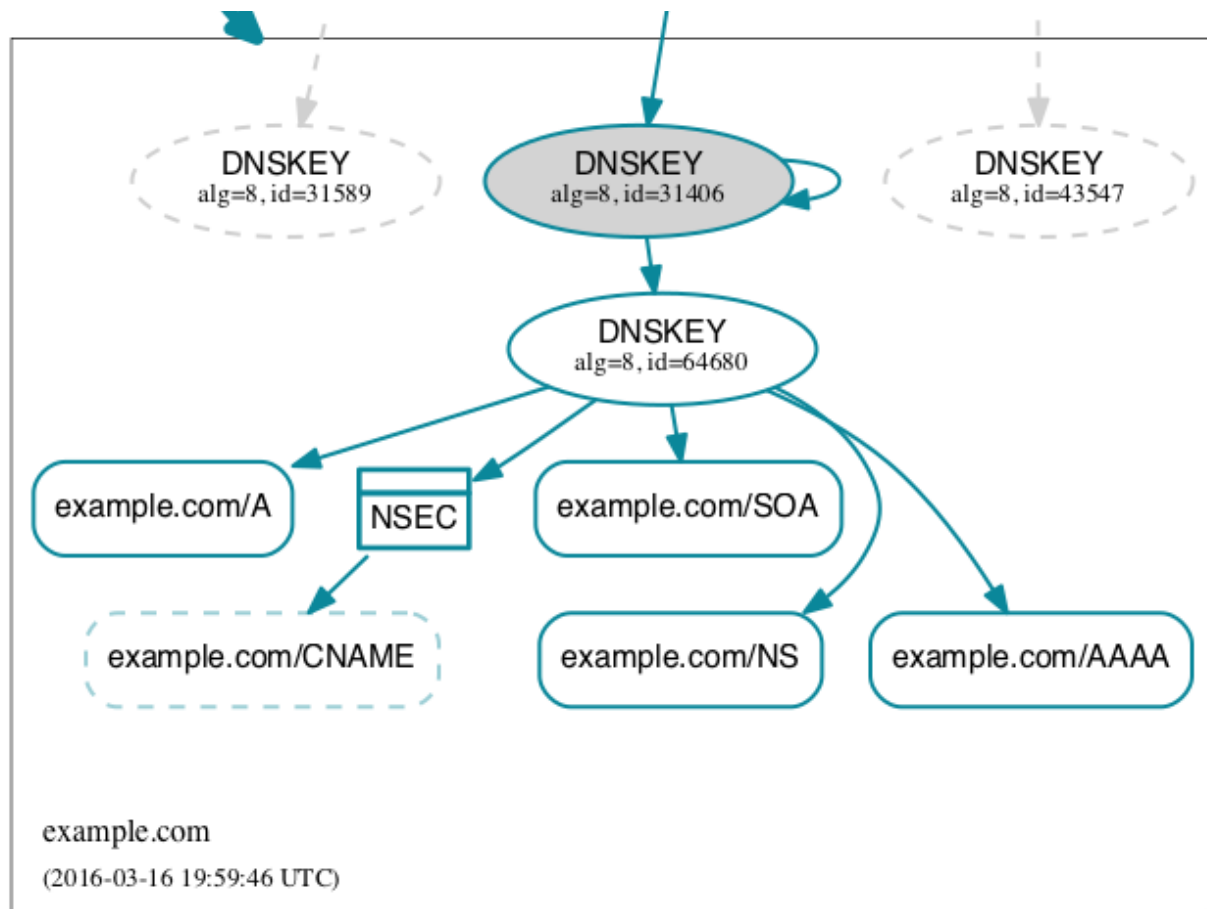 DNSKEY
alg=8, id=31589
DNSKEY
alg=8, id=31406
DNSKEY
alg=8, id=43547
DNSKEY
alg=8, id=64680
example.com/A
NSEC
example.com/SOA
example.com/CNAME
example.com/NS
example.com/AAAA
example.com
(2016-03-16 19:59:46 UTC)